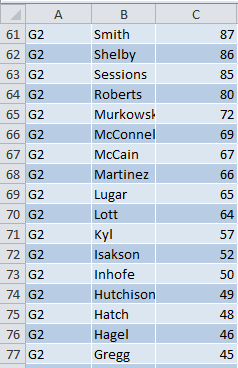 A B C
61 G2 Smith 87
62 G2 Shelby 86
63 G2 Sessions 85
64 G2 Roberts 80
65 G2 Murkowsk 72
66 G2 McConnel 69
67 G2 McCain 67
68 G2 Martinez 66
69 G2 Lugar 65
70 G2 Lott 64
71 G2 Kyl 57
72 G2 Isakson 52
73 G2 Inhofe 50
74 G2 Hutchison 49
75 G2 Hatch 48
76 G2 Hagel 46
77 G2 Gregg 45